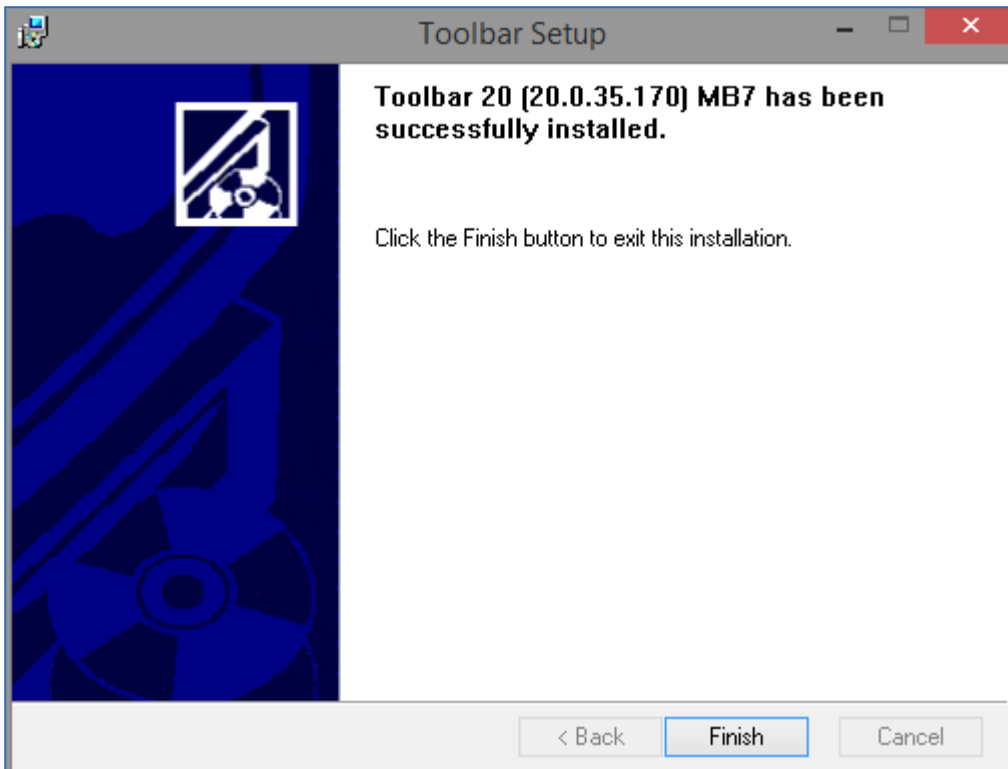 Toolbar Setup
Toolbar 20 (20.0.35.170) MB7 has been
successfully installed.
Click the Finish button to exit this installation.
< Back
Finish
Cancel